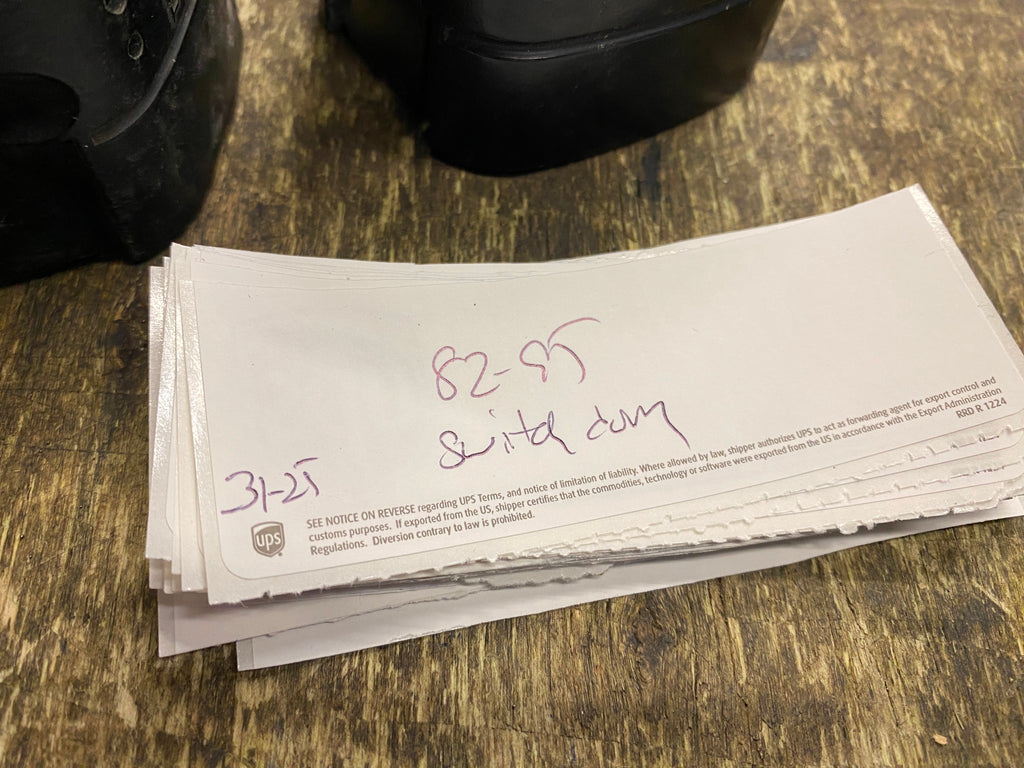 82-85
Switch
31-25
ups
SEE NOTICE ON REVERSE regarding UPS Terms, and notice of limitation of liability. Where allowed by law, shipper authorizes UPS to act as forwarding agent for export control and
customs purposes. If exported from the US, shipper certifies that the commodities, technology or software were exported from the US in accordance with the Export Administration
Regulations. Diversion contrary to law is prohibited.
RRD R 1224